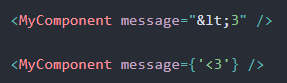 <MyComponent message="&lt;3" />
<MyComponent message={'<3'} />